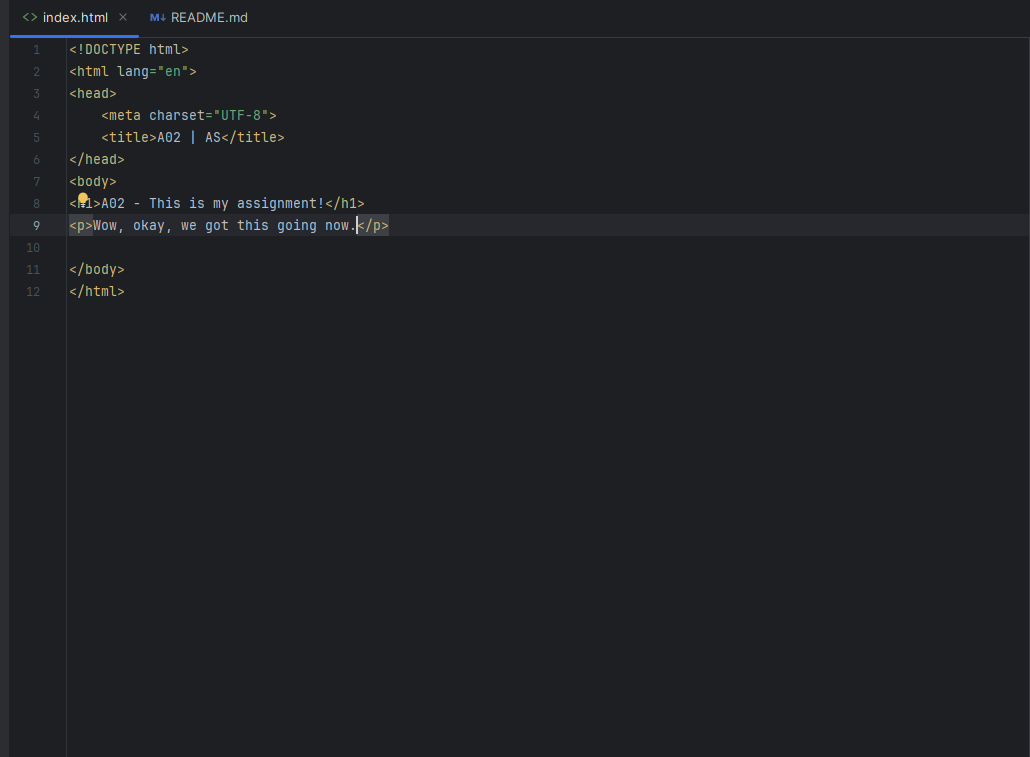 index.html
README.md
1 <!DOCTYPE html>
2 <html lang="en">
3 <head>
4     <meta charset="UTF-8">
5     <title>A02 | AS</title>
6 </head>
7 <body>
8 <h1>A02 - This is my assignment!</h1>
9 <p>Wow, okay, we got this going now.</p>
10
11 </body>
12 </html>